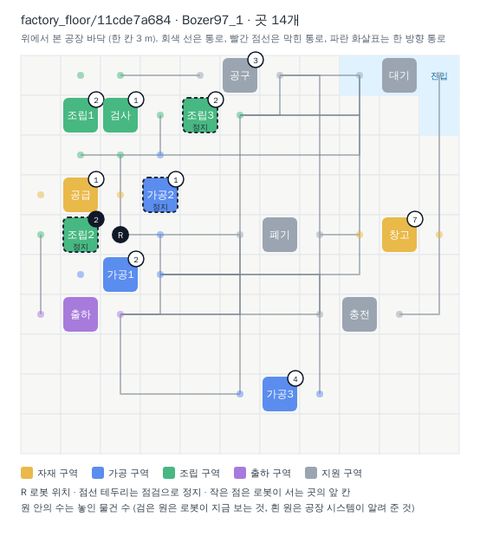 factory_floor/11cde7a684 · Bozer97_1 · 곳 14개
위에서 본 공장 바닥 (한 칸 3 m). 회색 선은 통로, 빨간 점선은 막힌 통로, 파란 화살표는 한 방향 통로
공구 3
대기
진입
조립1 2
검사 1
조립3 2
정지
공급 1
가공2 1
정지
조립2 2
정지
R
폐기
창고 7
가공1 2
출하
충전
가공3 4
자재 구역
가공 구역
조립 구역
출하 구역
지원 구역
R 로봇 위치 · 점선 테두리는 점검으로 정지 · 작은 점은 로봇이 서는 곳의 앞 칸
원 안의 수는 놓인 물건 수 (검은 원은 로봇이 지금 보는 것, 흰 원은 공장 시스템이 알려 준 것)